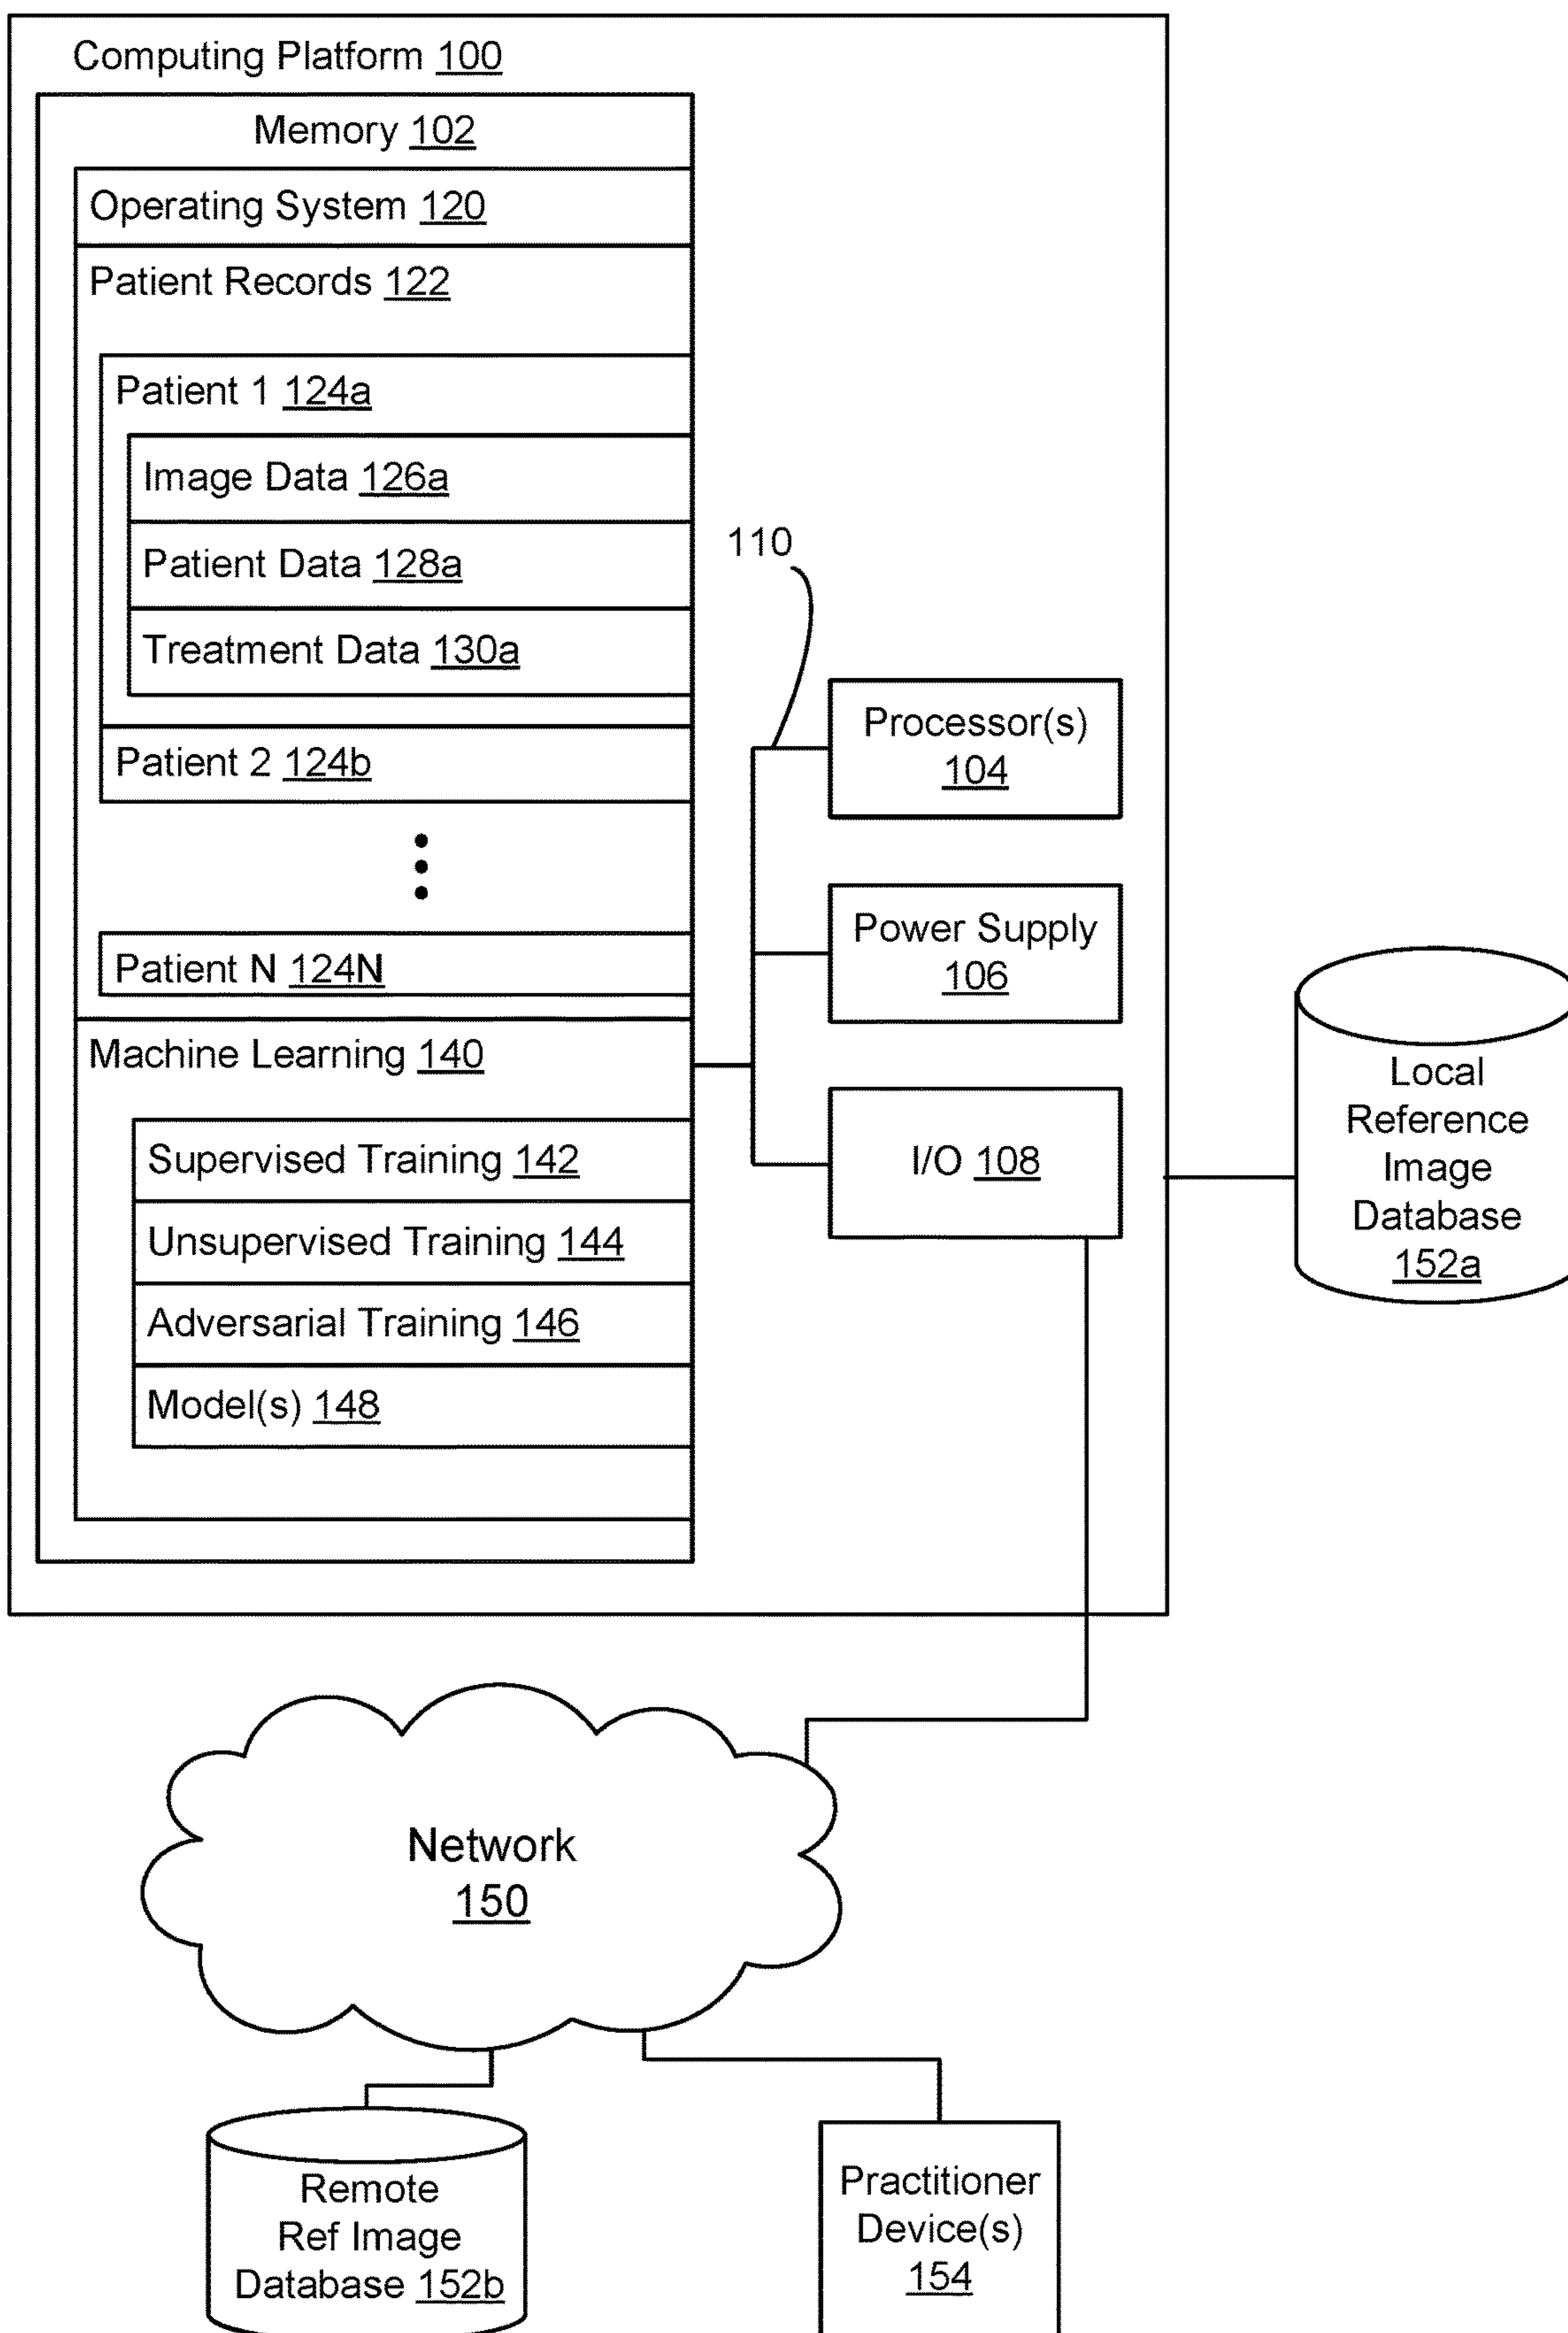 Computing Platform 100
Memory 102
Operating System 120
Patient Records 122
Patient 1 124a
Image Data 126a
Patient Data 128a
Treatment Data 130a
Patient 2 124b
Patient N 124N
Machine Learning 140
Supervised Training 142
Unsupervised Training 144
Adversarial Training 146
Model(s) 148
110
Processor(s)
104
Power Supply
106
I/O 108
Local
Reference
Image
Database
152a
Network
150
Remote
Ref Image
Database 152b
Practitioner
Device(s)
154